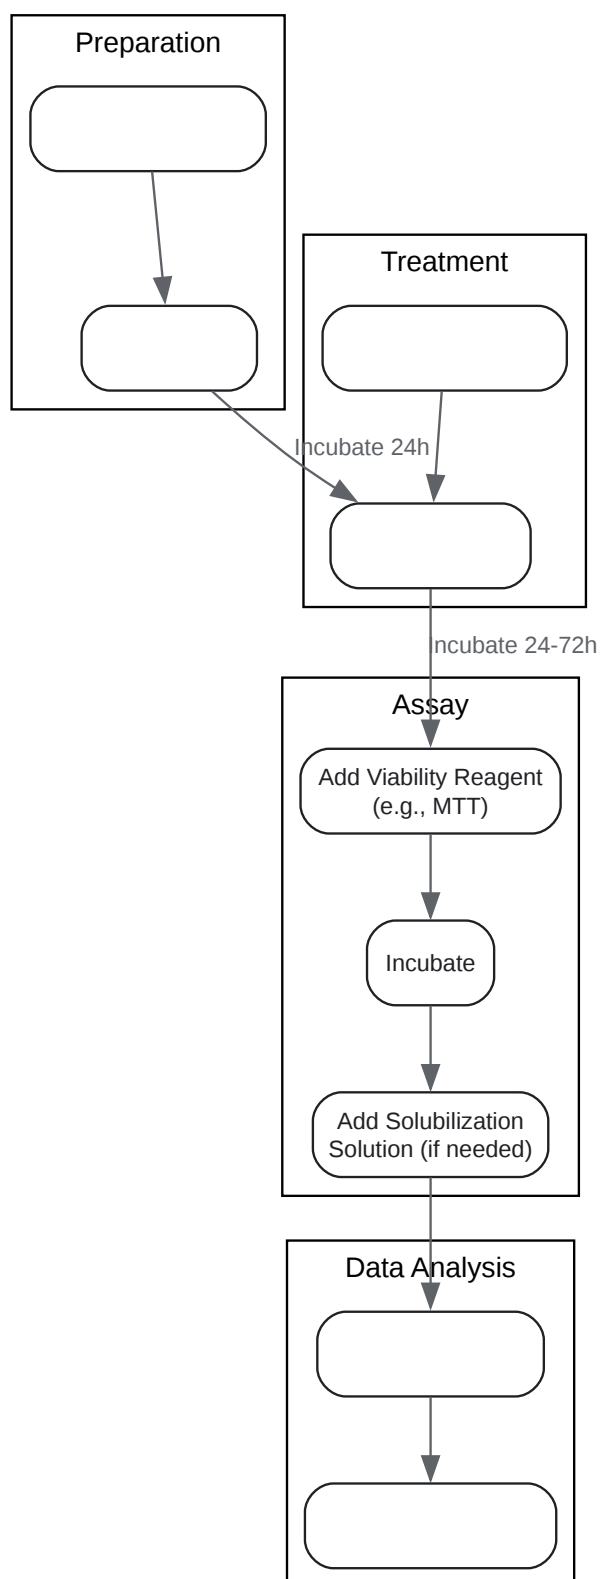 Preparation
Treatment
Incubate 24h
Incubate 24-72h
Assay
Add Viability Reagent
(e.g., MTT)
Incubate
Add Solubilization
Solution (if needed)
Data Analysis